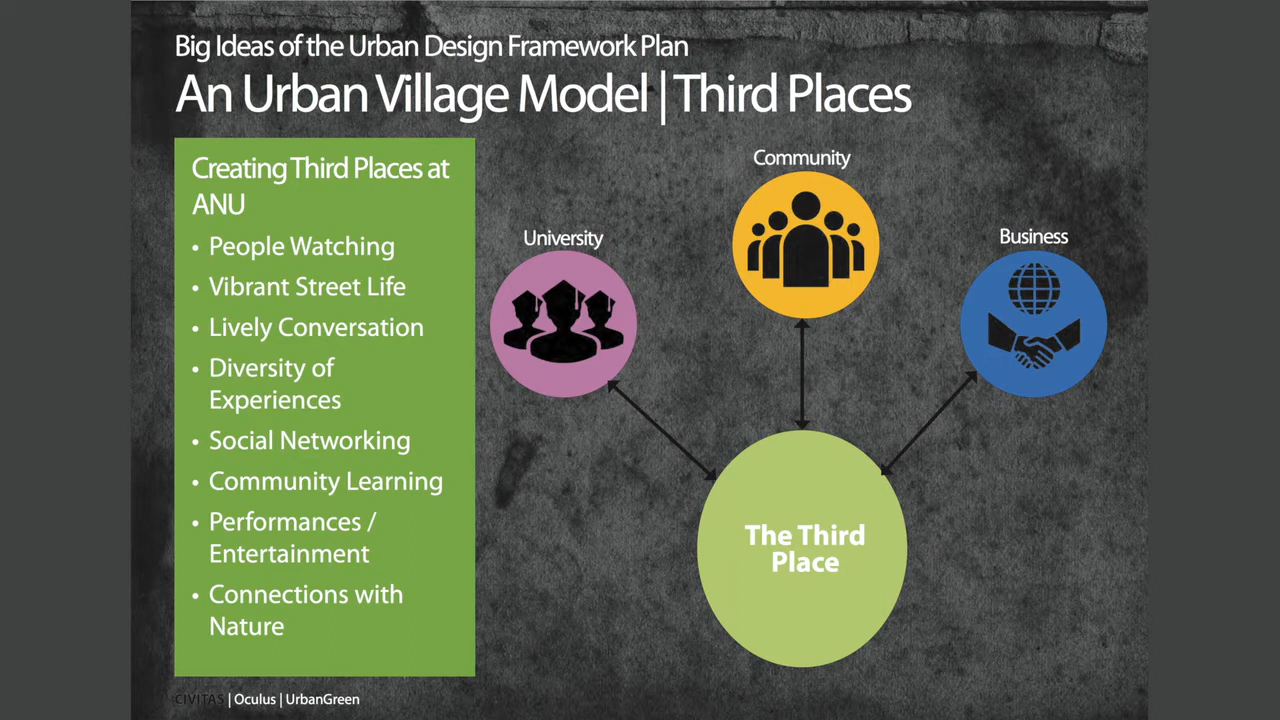 Big Ideas of the Urban Design Framework Plan
An Urban Village Model | Third Places
Creating Third Places at
ANU
• People Watching
• Vibrant Street Life
• Lively Conversation
• Diversity of
Experiences
• Social Networking
• Community Learning
• Performances /
Entertainment
• Connections with
Nature
University
Community
Business
The Third
Place
CIVITAS | Oculus | UrbanGreen